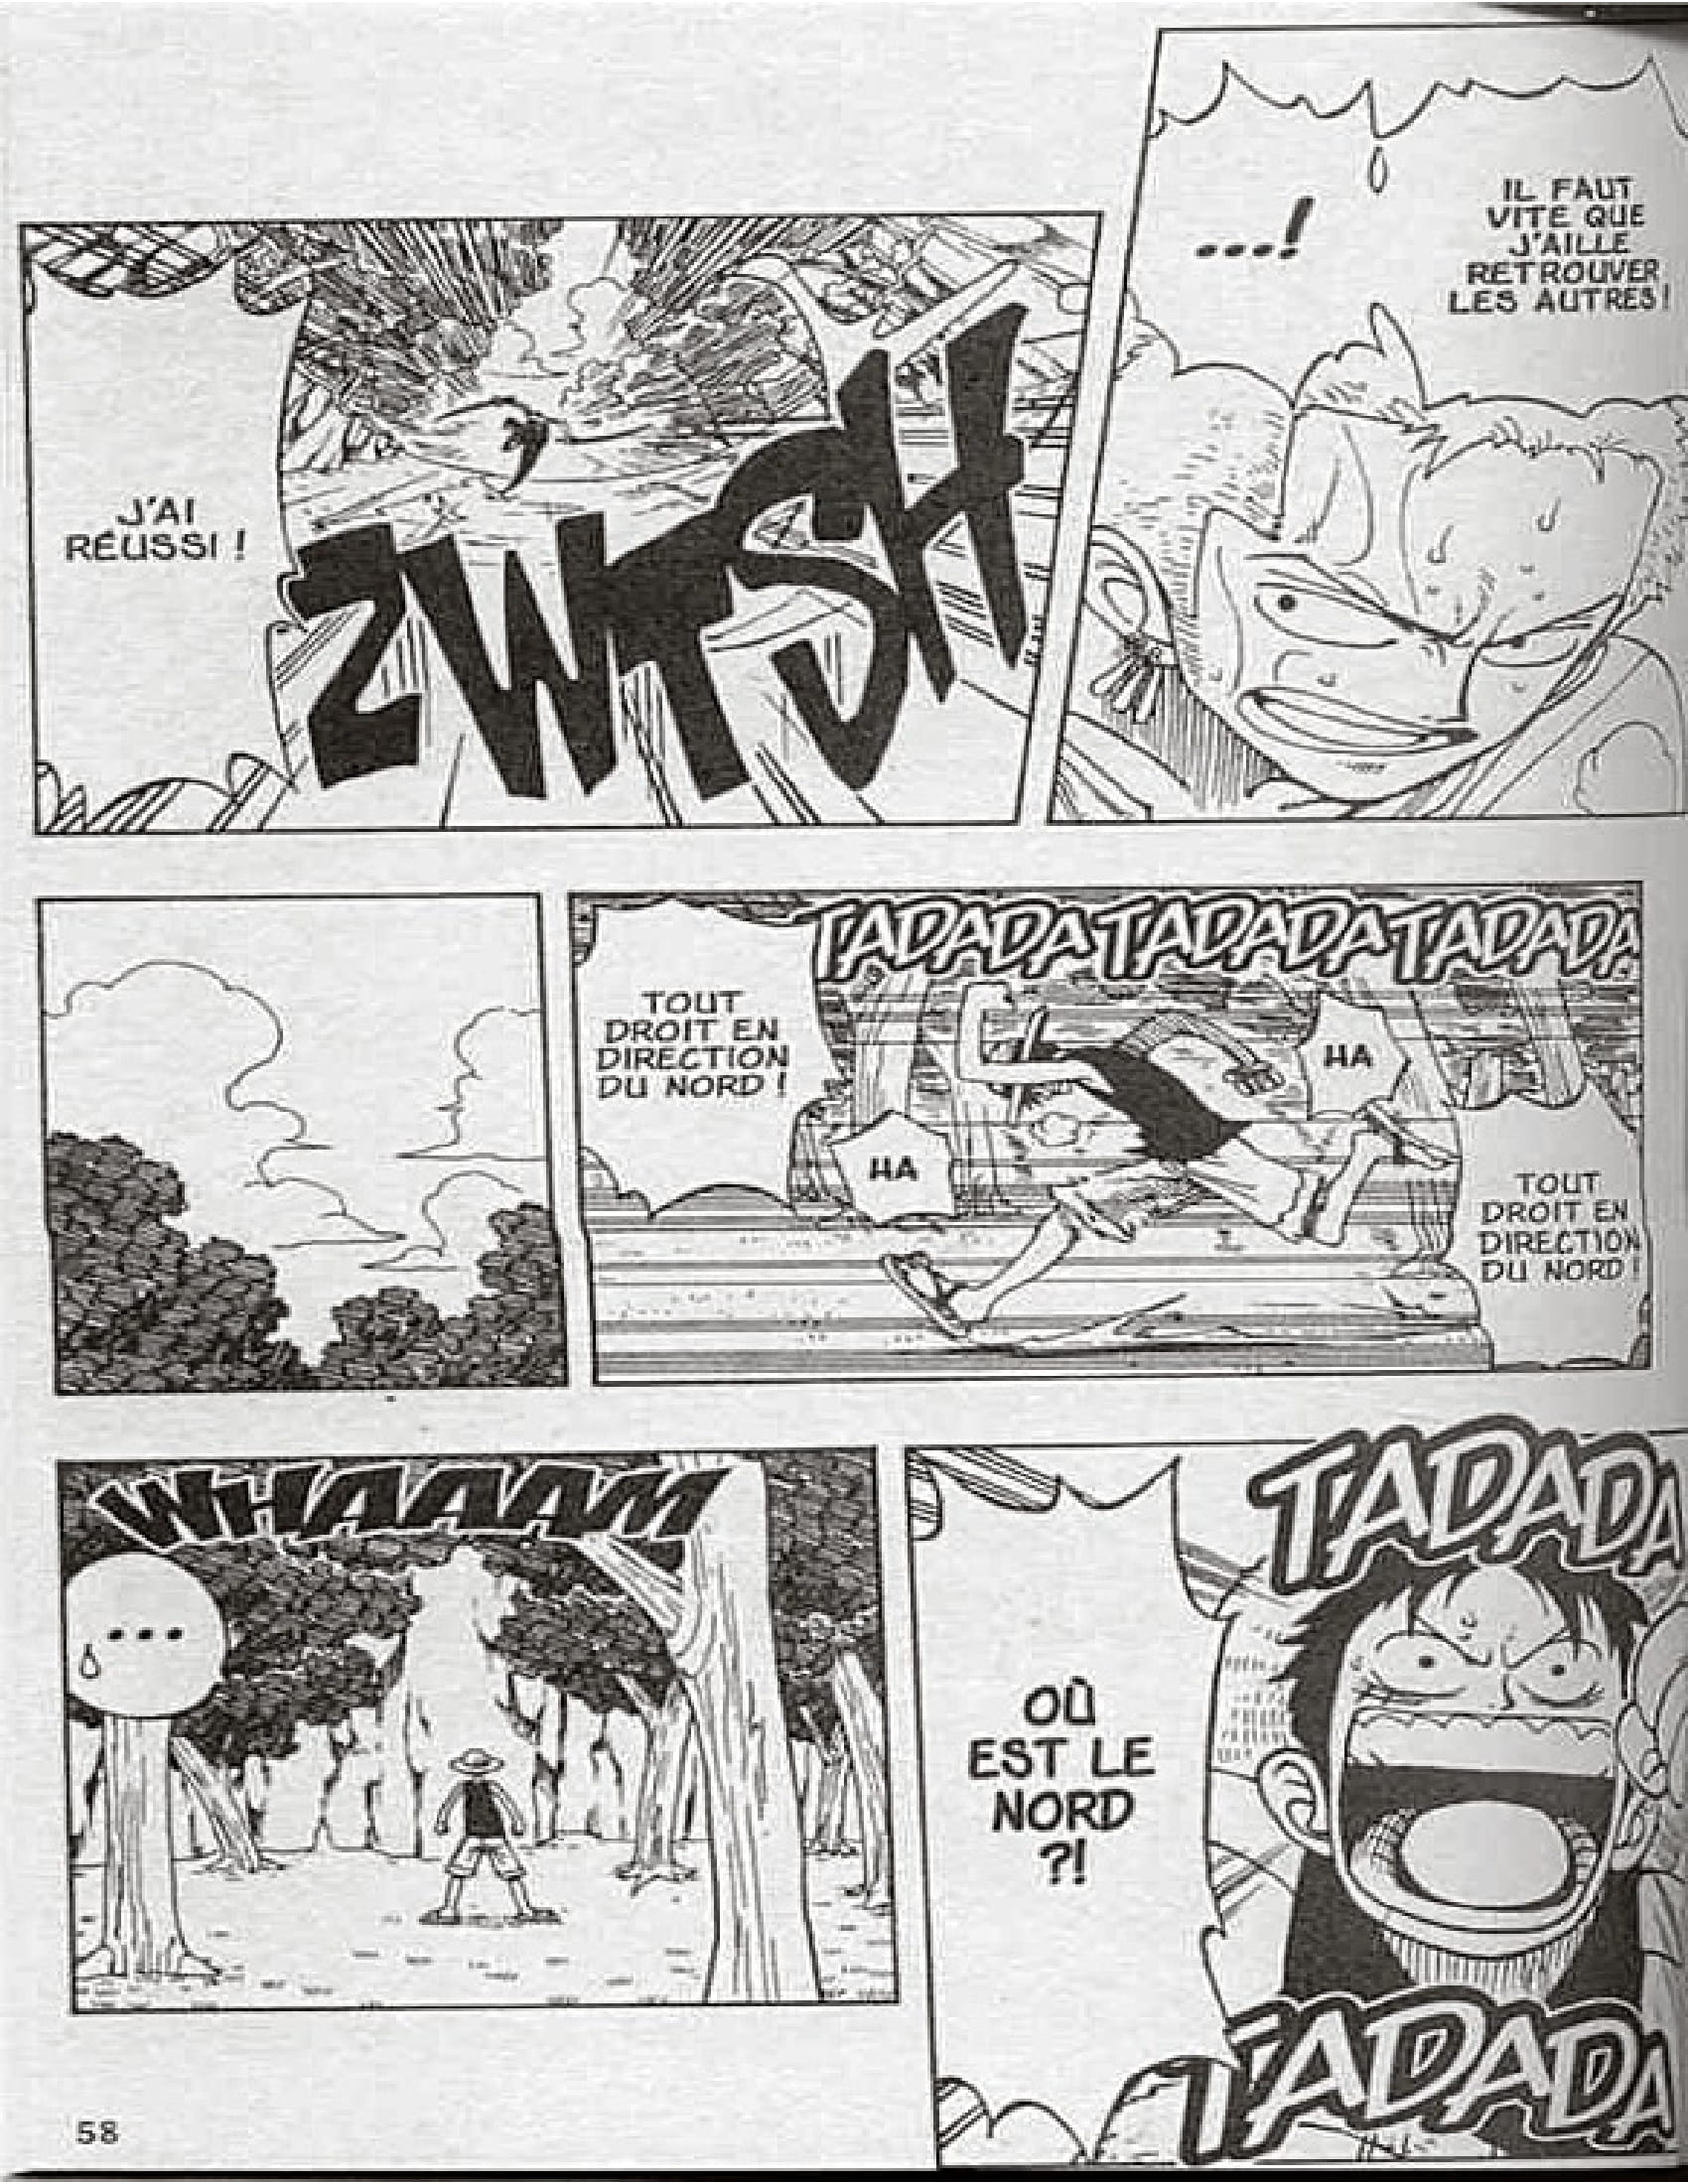 IL FAUT
VITE QUE
J'AILLE
RETROUVER
LES AUTRES !
...!
J'AI
RÉUSSI !
ZWISH
TADADA TADADA TADADA
TOUT
DROIT EN
DIRECTION
DU NORD !
HA
HA
TOUT
DROIT EN
DIRECTION
DU NORD !
TADADA
OÙ
EST LE
NORD
?!
TADADA
WHAAAM
...
58